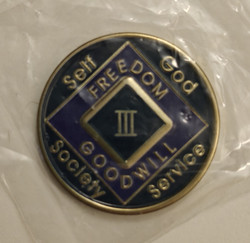 Self
God
FREEDOM
III
GOODWILL
Society
Service